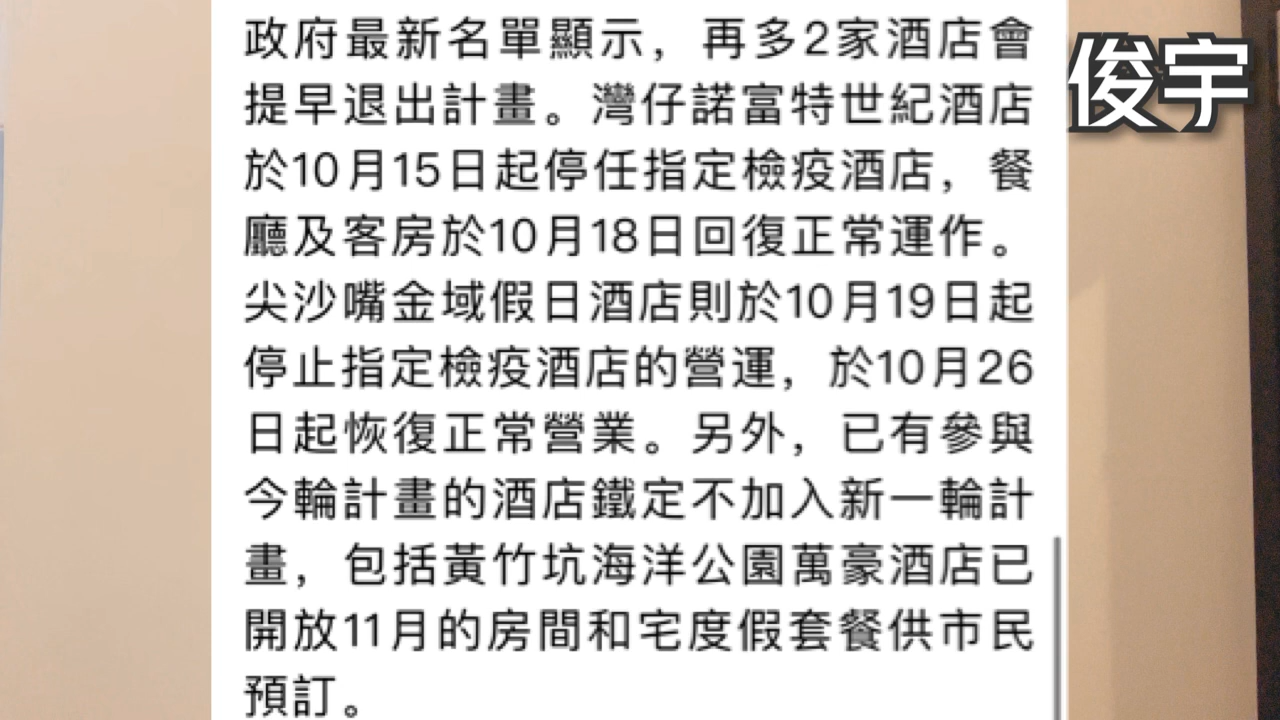 政府最新名單顯示，再多2家酒店會
提早退出計畫。灣仔諾富特世紀酒店
於10月15日起停任指定檢疫酒店，餐
廳及客房於10月18日回復正常運作。
尖沙嘴金域假日酒店則於10月19日起
停止指定檢疫酒店的營運，於10月26
日起恢復正常營業。另外，已有參與
今輪計畫的酒店鐵定不加入新一輪計
畫，包括黃竹坑海洋公園萬豪酒店已
開放11月的房間和宅度假套餐供市民
預訂。
俊宇